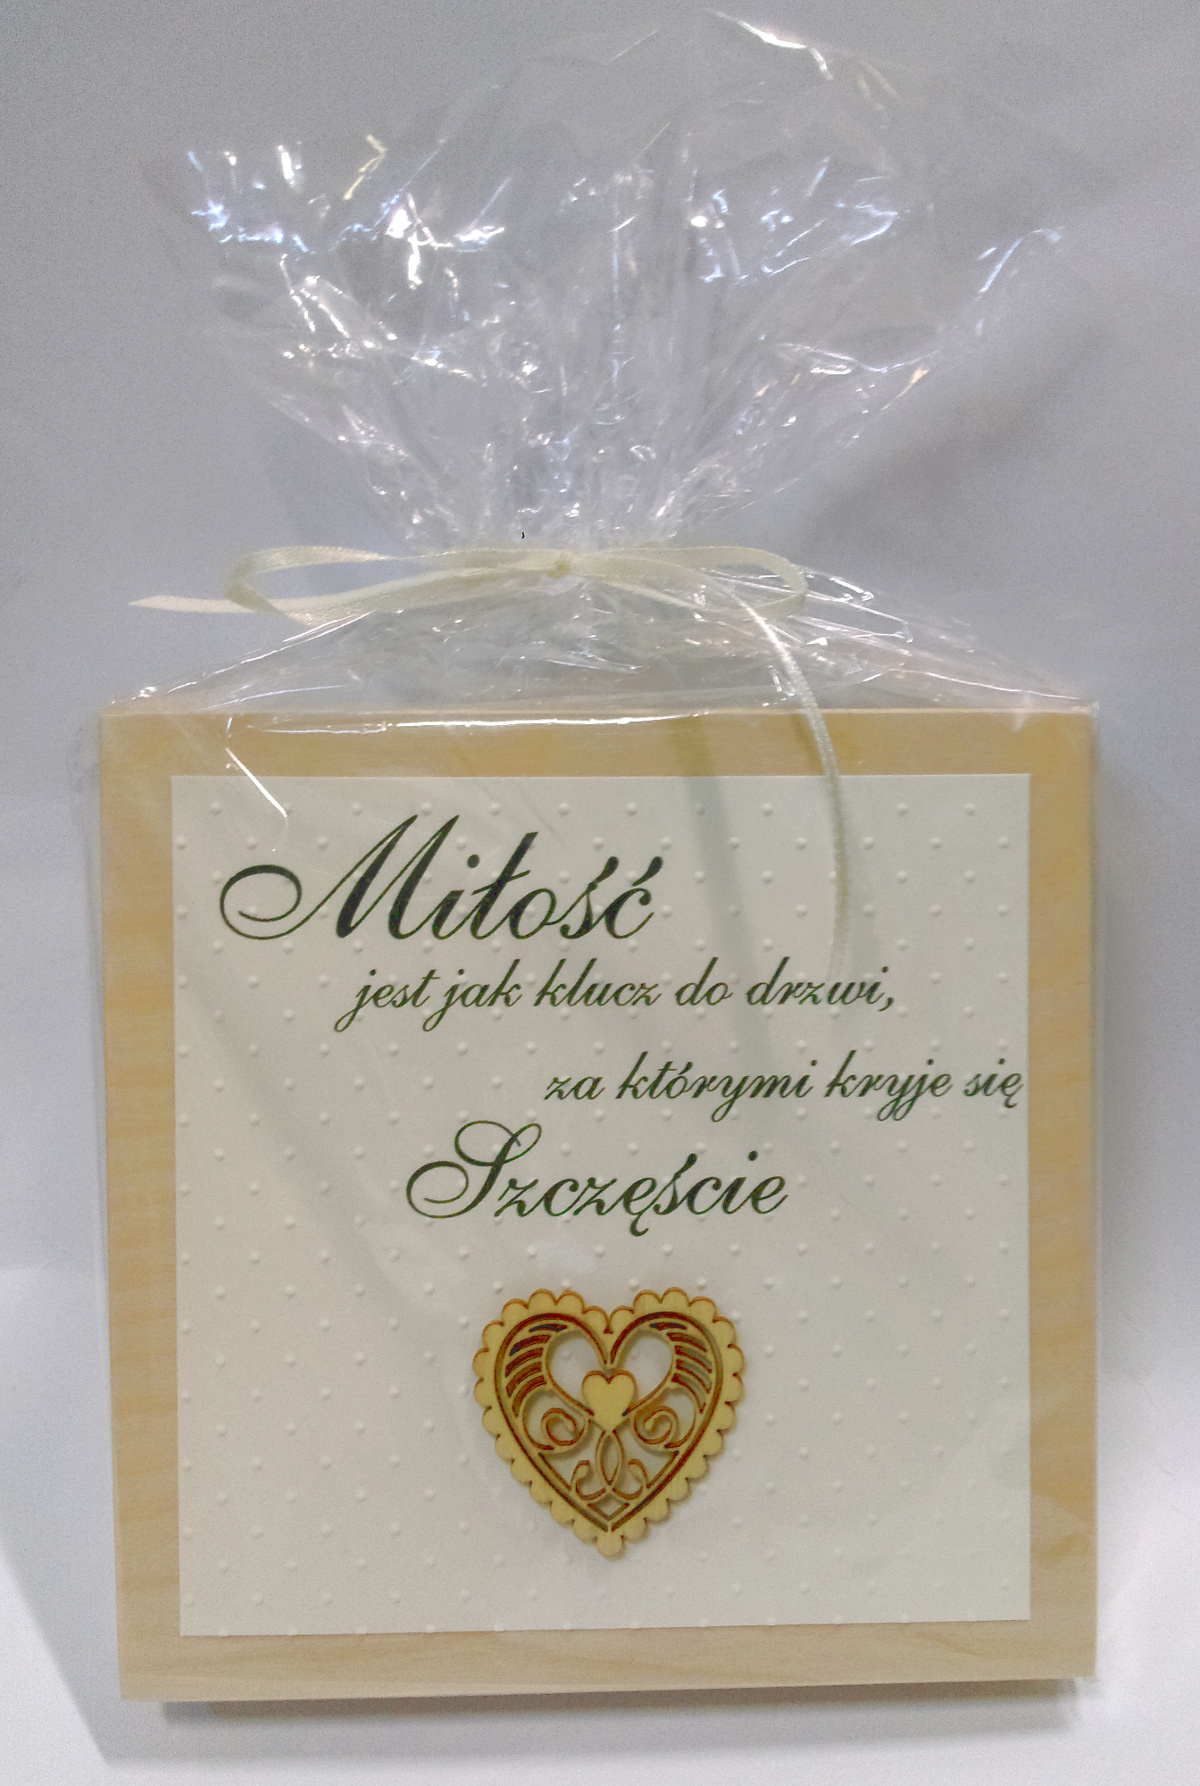 Miłość
jest jak klucz do drzwi,
za którymi kryje się
Szczęście